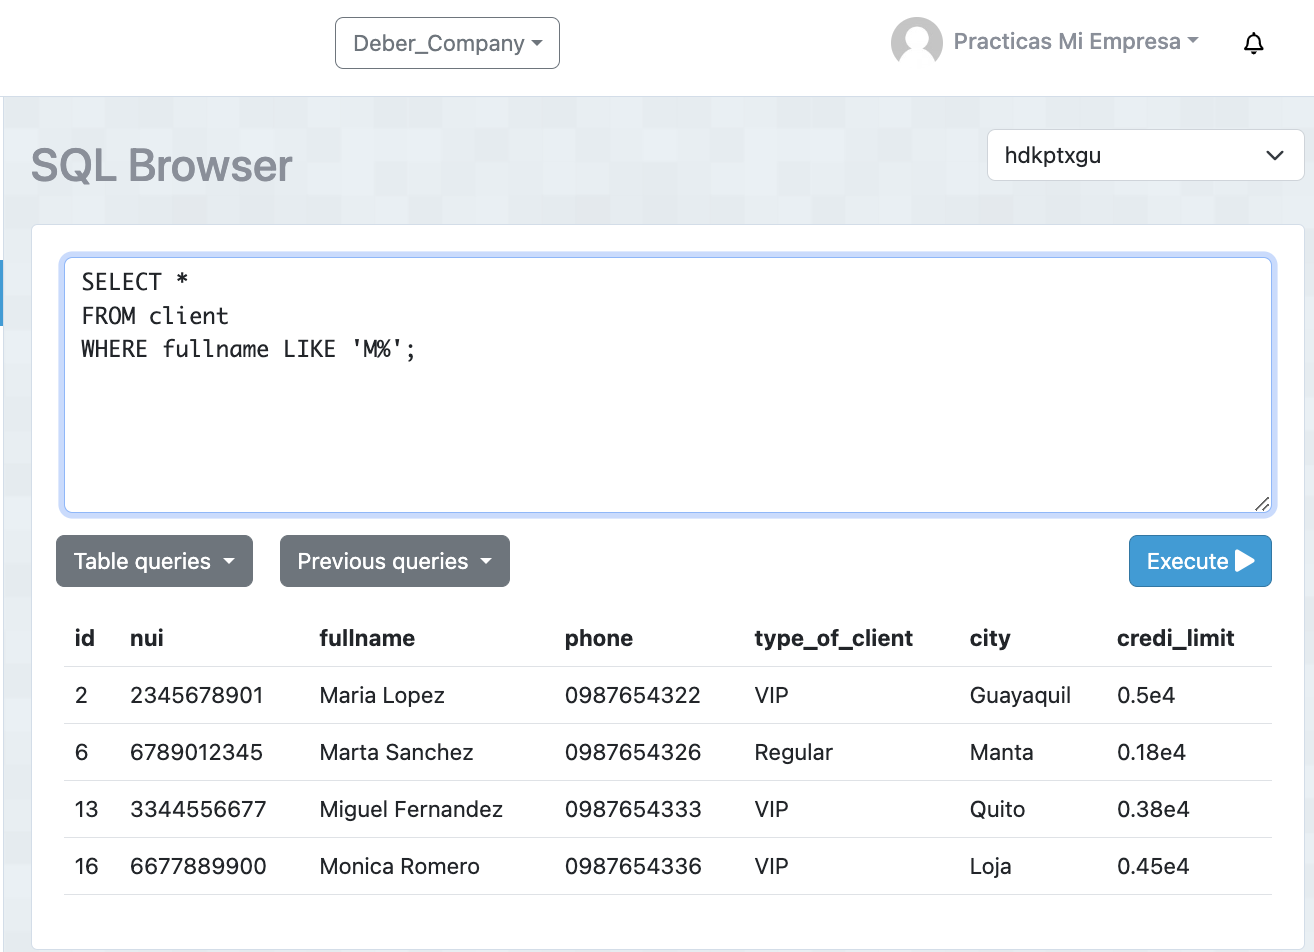 Deber_Company
Practicas Mi Empresa
SQL Browser
hdkptxgu
SELECT *
FROM client
WHERE fullname LIKE 'M%';
Table queries
Previous queries
Execute
id nui fullname phone type_of_client city credi_limit
2 2345678901 Maria Lopez 0987654322 VIP Guayaquil 0.5e4
6 6789012345 Marta Sanchez 0987654326 Regular Manta 0.18e4
13 3344556677 Miguel Fernandez 0987654333 VIP Quito 0.38e4
16 6677889900 Monica Romero 0987654336 VIP Loja 0.45e4